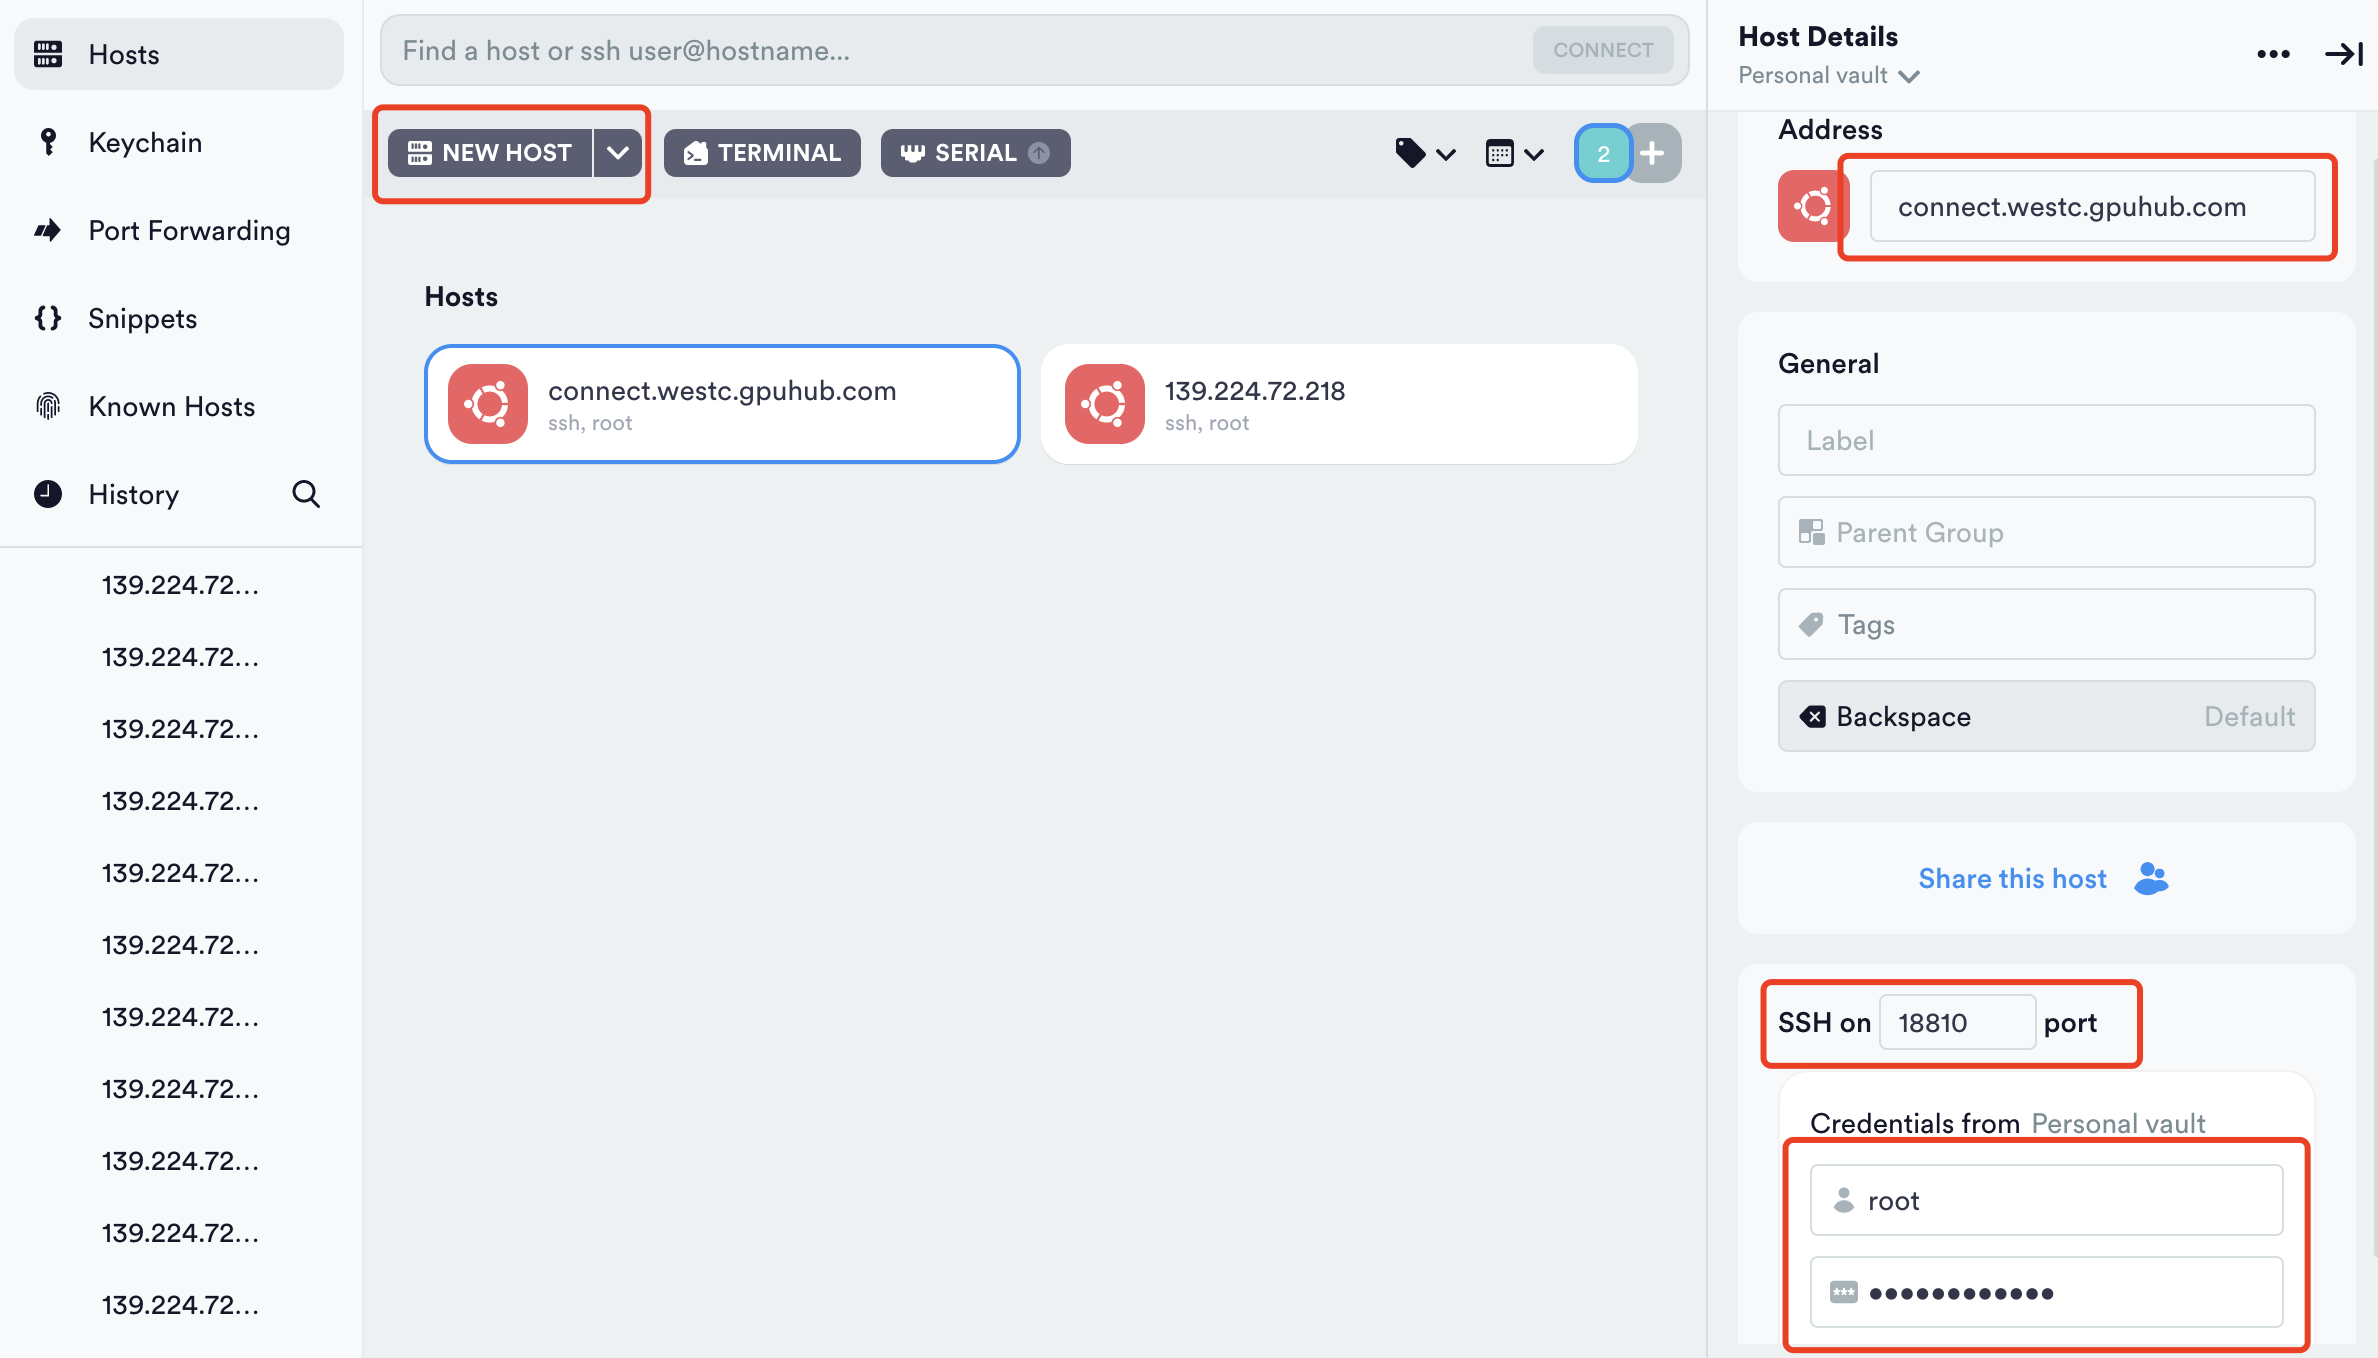 Hosts
Keychain
Port Forwarding
Snippets
Known Hosts
History
139.224.72...
139.224.72...
139.224.72...
139.224.72...
139.224.72...
139.224.72...
139.224.72...
139.224.72...
139.224.72...
139.224.72...
139.224.72...
Find a host or ssh user@hostname...
CONNECT
NEW HOST
TERMINAL
SERIAL
2
Hosts
connect.westc.gpuhub.com
ssh, root
139.224.72.218
ssh, root
Host Details
Personal vault
Address
connect.westc.gpuhub.com
General
Label
Parent Group
Tags
Backspace Default
Share this host
SSH on 18810 port
Credentials from Personal vault
root
••••••••••••